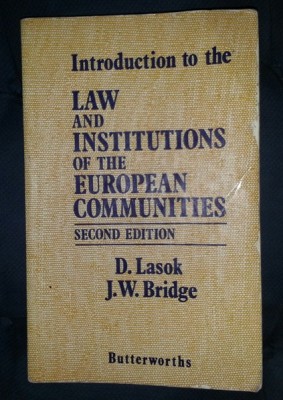 Introduction to the
LAW
AND
INSTITUTIONS
OF THE
EUROPEAN
COMMUNITIES
SECOND EDITION
D. Lasok
J.W. Bridge
Butterworths